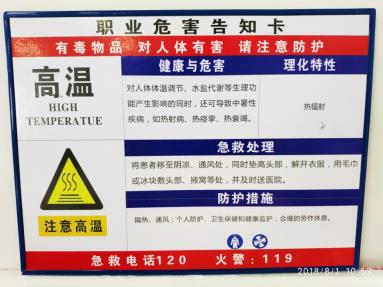 职业危害告知卡
有毒物品 对人体有害 请注意防护
高温
HIGH
TEMPERATUE
注意高温
健康与危害
对人体体温调节、水盐代谢等生理功
能产生影响的同时，还可导致中暑性
疾病，如热射病、热痉挛、热衰竭。
理化特性
热辐射
急救处理
将患者移至阴凉、通风处，同时垫高头部，解开衣服，用毛巾
或冰块敷头部、腋窝等处，并及时送医院。
防护措施
隔热、通风；个人防护、卫生保健和健康监护；合理的劳作休息。
急救电话120 火警：119
2018/8/1 10:53